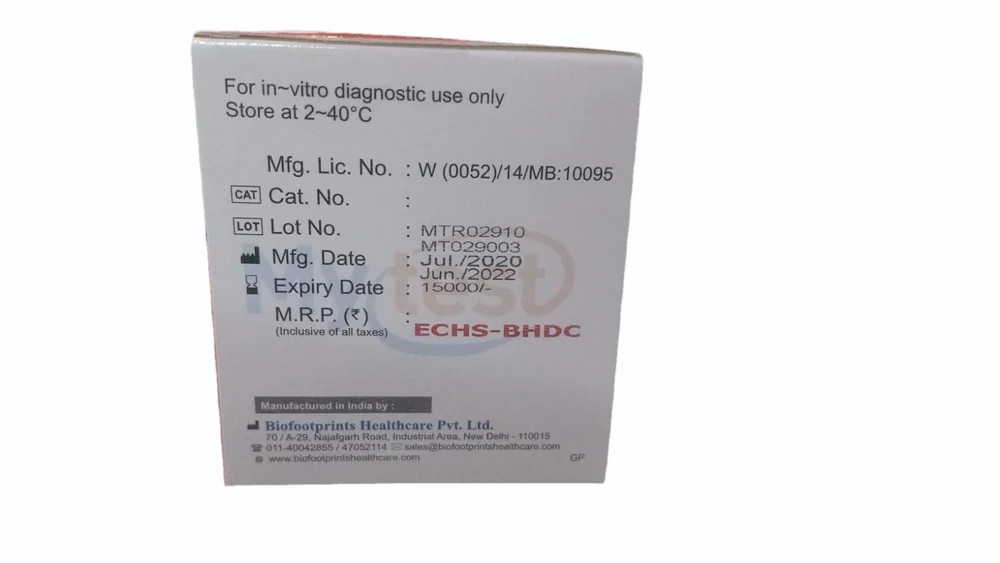 For in~vitro diagnostic use only
Store at 2~40°C
Mfg. Lic. No. : W (0052)/14/MB:10095
CAT Cat. No. :
LOT Lot No. : MTR02910
MT029003
Mfg. Date : Jul./2020
Jun./2022
Expiry Date : 15000/-
M.R.P. (₹) :
(Inclusive of all taxes)
ECHS-BHDC
Mytest
Manufactured in India by :
Biofootprints Healthcare Pvt. Ltd.
70 / A-29, Najafgarh Road, Industrial Area, New Delhi - 110015
011-40042855 / 47052114 sales@biofootprintshealthcare.com
www.biofootprintshealthcare.com
GP